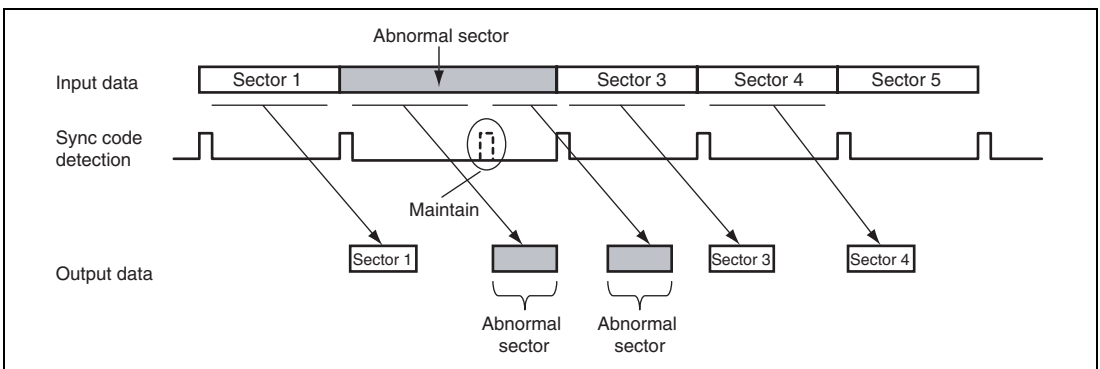 Abnormal sector
Input data
Sector 1
Sector 3
Sector 4
Sector 5
Sync code
detection
Maintain
Output data
Sector 1
Sector 3
Sector 4
Abnormal
sector
Abnormal
sector